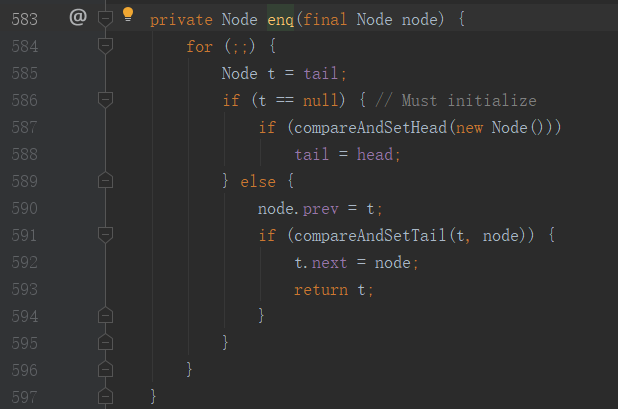 583 @ private Node enq(final Node node) {
584 for (;;) {
585 Node t = tail;
586 if (t == null) { // Must initialize
587 if (compareAndSetHead(new Node()))
588 tail = head;
589 } else {
590 node.prev = t;
591 if (compareAndSetTail(t, node)) {
592 t.next = node;
593 return t;
594 }
595 }
596 }
597 }